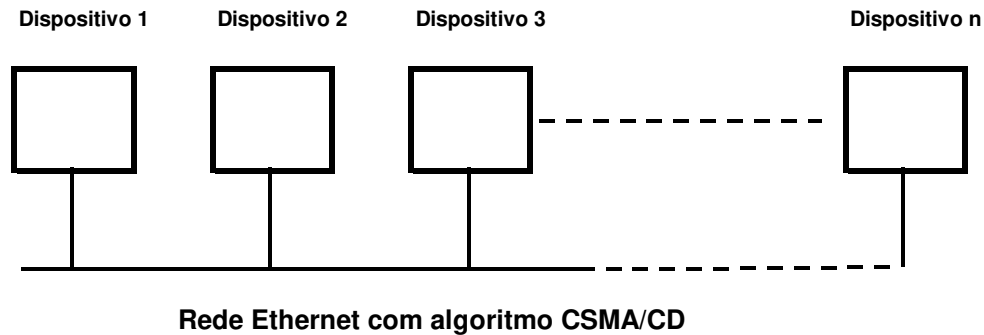 Dispositivo 1 Dispositivo 2 Dispositivo 3 Dispositivo n
Rede Ethernet com algoritmo CSMA/CD